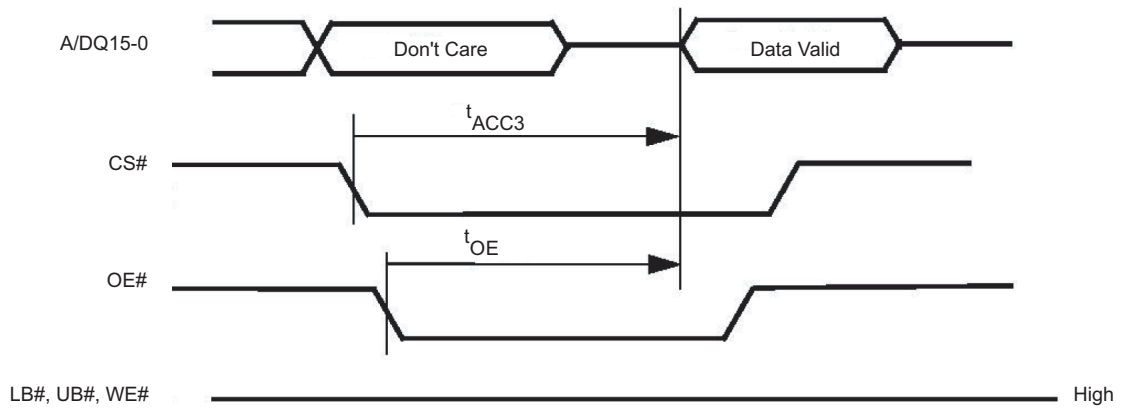 A/DQ15-0
Don't Care
Data Valid
tACC3
CS#
tOE
OE#
LB#, UB#, WE#
High